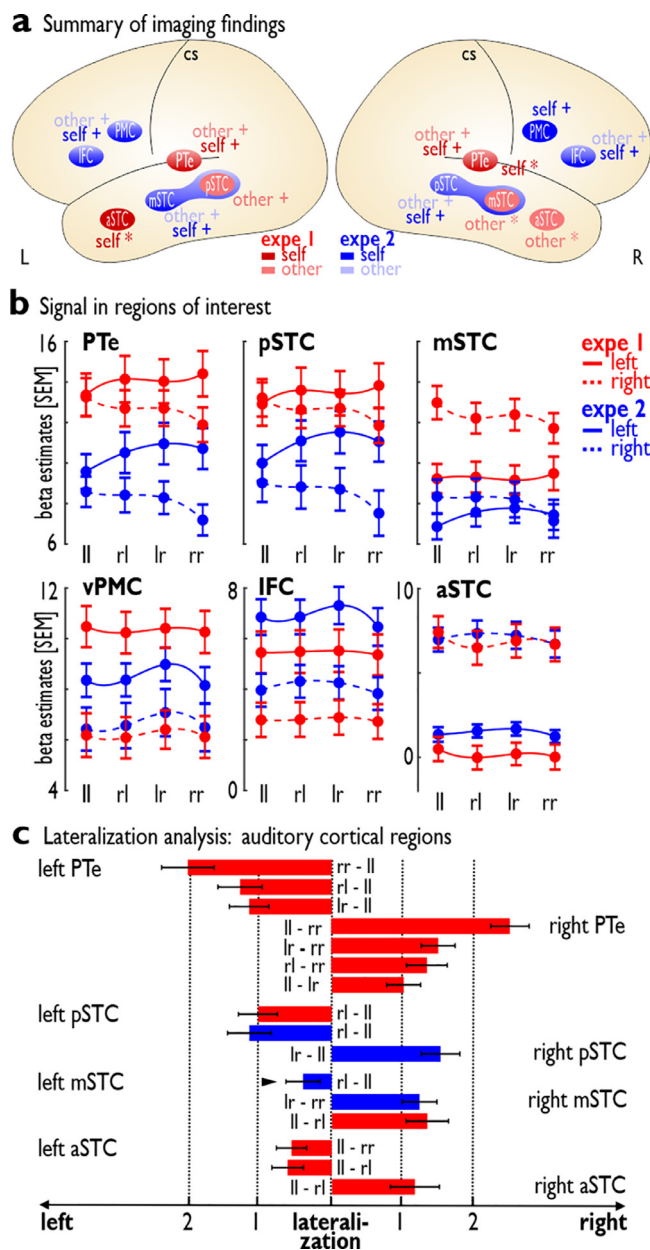 a Summary of imaging findings
cs
cs
other +
self +
PMC
IFC
other +
self +
PTe
pSTC
other +
mSTC
other +
self +
aSTC
self *
L
self +
PMC
other +
IFC
self +
other +
self +
PTe
self *
pSTC
other +
self +
mSTC
other *
aSTC
other *
R
expe 1 expe 2
self self
other other
b Signal in regions of interest
PTe pSTC mSTC
16
beta estimates [SEM]
6
ll rl lr rr ll rl lr rr ll rl lr rr
expe 1
left
right
expe 2
left
right
vPMC IFC aSTC
12 8 10
beta estimates [SEM]
4 0 0
ll rl lr rr ll rl lr rr ll rl lr rr
c Lateralization analysis: auditory cortical regions
left PTe rr - ll
rl - ll
lr - ll
ll - rr right PTe
lr - rr
rl - rr
ll - lr
left pSTC rl - ll
rl - ll
lr - ll right pSTC
left mSTC rl - ll
lr - rr right mSTC
ll - rl
left aSTC ll - rr
ll - rl
ll - rl right aSTC
left 2 1 laterali- 1 2 right
zation